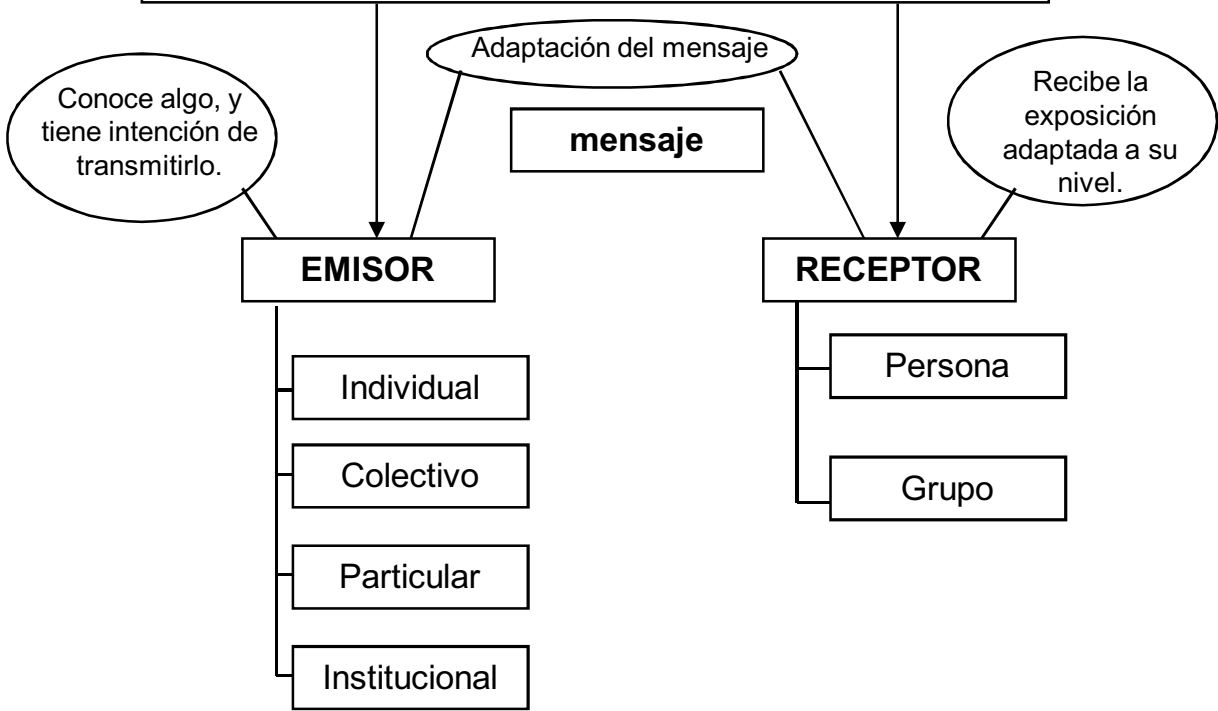 Adaptación del mensaje
Conoce algo, y
tiene intención de
transmitirlo.
mensaje
Recibe la
exposición
adaptada a su
nivel.
EMISOR
RECEPTOR
Individual
Colectivo
Particular
Institucional
Persona
Grupo